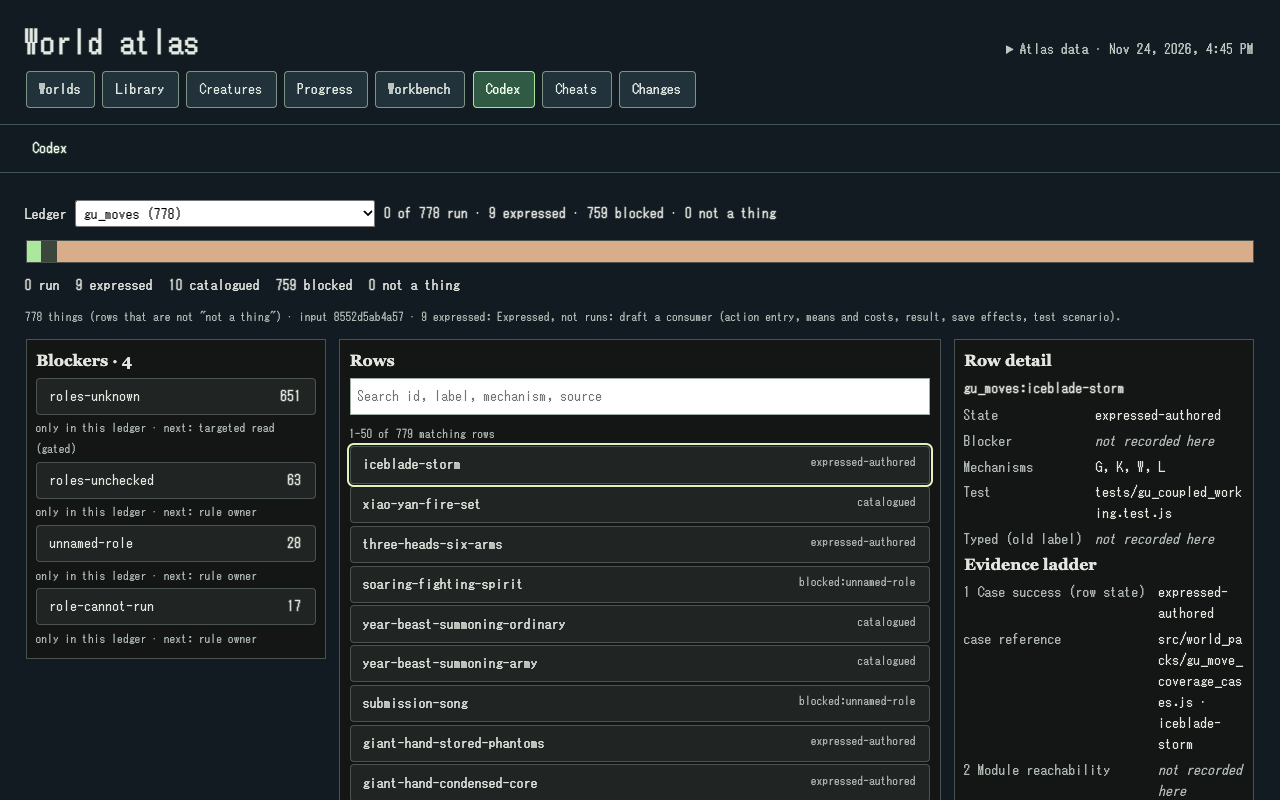 World atlas
▶ Atlas data · Nov 24, 2026, 4:45 PM
Worlds Library Creatures Progress Workbench Codex Cheats Changes
Codex
Ledger gu_moves (778) 0 of 778 run · 9 expressed · 759 blocked · 0 not a thing
0 run 9 expressed 10 catalogued 759 blocked 0 not a thing
778 things (rows that are not "not a thing") · input 8552d5ab4a57 · 9 expressed: Expressed, not runs: draft a consumer (action entry, means and costs, result, save effects, test scenario).
Blockers · 4
roles-unknown 651
only in this ledger · next: targeted read
(gated)
roles-unchecked 63
only in this ledger · next: rule owner
unnamed-role 28
only in this ledger · next: rule owner
role-cannot-run 17
only in this ledger · next: rule owner
Rows
Search id, label, mechanism, source
1-50 of 779 matching rows
iceblade-storm expressed-authored
xiao-yan-fire-set catalogued
three-heads-six-arms expressed-authored
soaring-fighting-spirit blocked:unnamed-role
year-beast-summoning-ordinary catalogued
year-beast-summoning-army catalogued
submission-song blocked:unnamed-role
giant-hand-stored-phantoms expressed-authored
giant-hand-condensed-core expressed-authored
Row detail
gu_moves:iceblade-storm
State expressed-authored
Blocker not recorded here
Mechanisms G, K, W, L
Test tests/gu_coupled_work
ing.test.js
Typed (old label) not recorded here
Evidence ladder
1 Case success (row state) expressed-
authored
case reference src/world_pa
cks/gu_move_
coverage_cas
es.js ·
iceblade-
storm
2 Module reachability not recorded
here